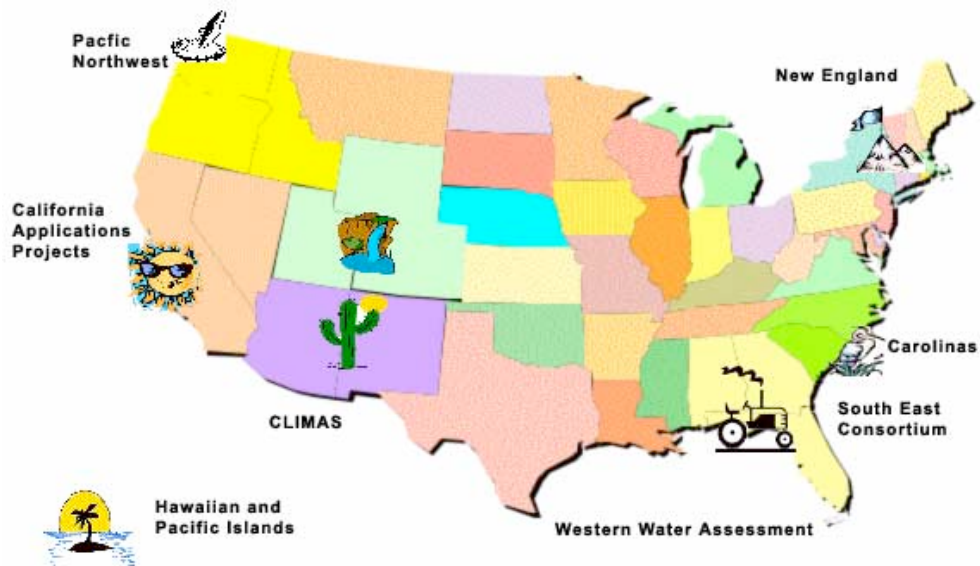 Pacfic
Northwest
New England
California
Applications
Projects
Carolinas
South East
Consortium
CLIMAS
Hawaiian and
Pacific Islands
Western Water Assessment